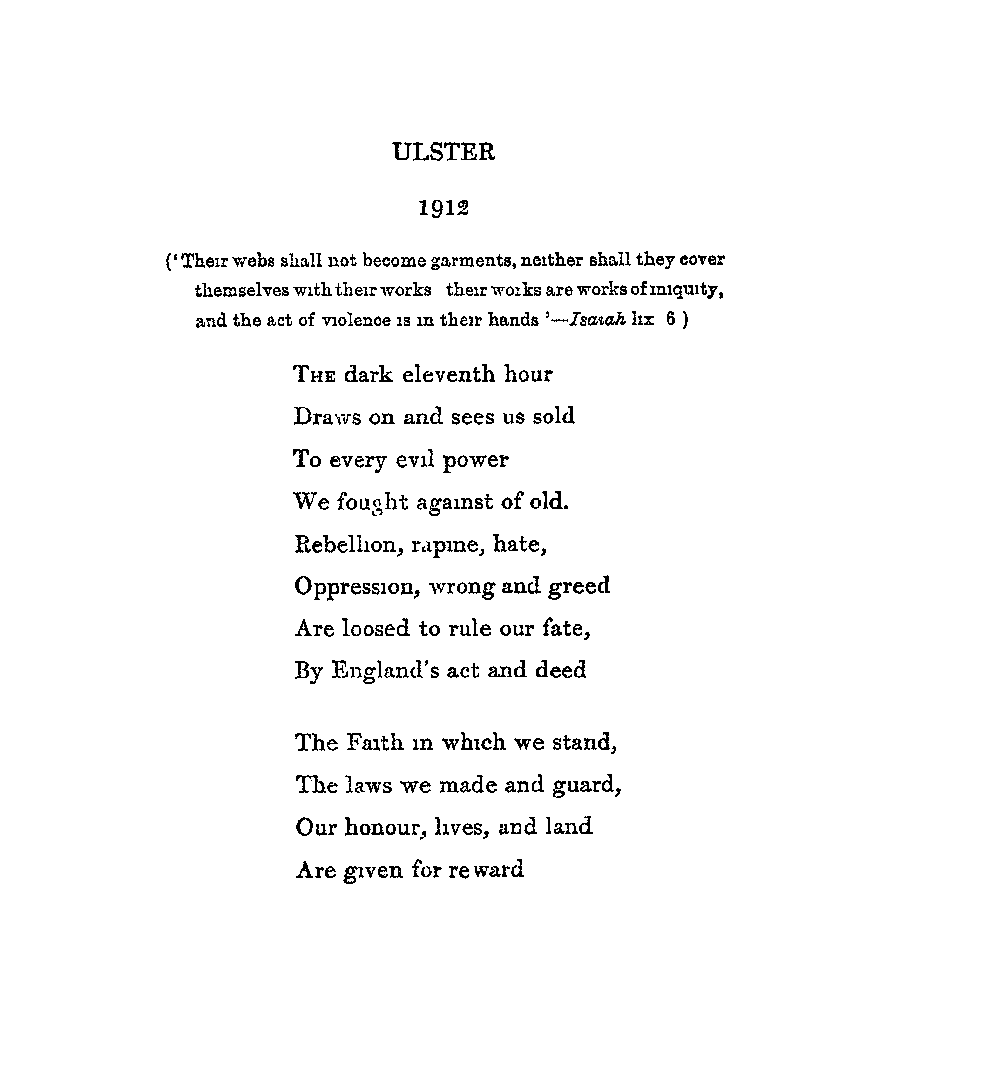 ULSTER
1912
('Their webs shall not become garments, neither shall they cover
themselves with their works their works are works of iniquity,
and the act of violence is in their hands '—Isaiah lix 6 )
THE dark eleventh hour
Draws on and sees us sold
To every evil power
We fought against of old.
Rebellion, rapine, hate,
Oppression, wrong and greed
Are loosed to rule our fate,
By England's act and deed
The Faith in which we stand,
The laws we made and guard,
Our honour, lives, and land
Are given for reward